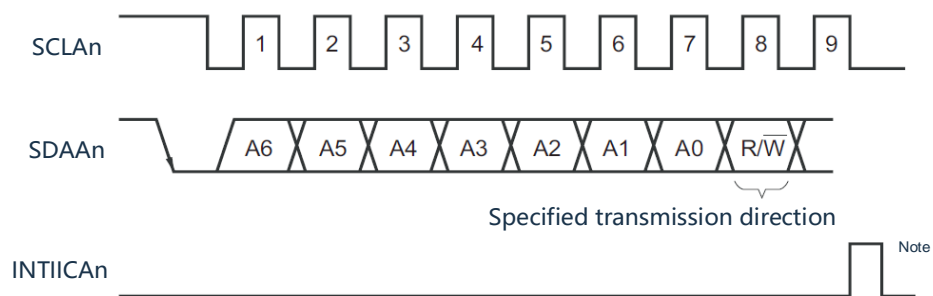 SCLAn 1 2 3 4 5 6 7 8 9
SDAAn A6 A5 A4 A3 A2 A1 A0 R/W̅
Specified transmission direction
INTIICAn Note